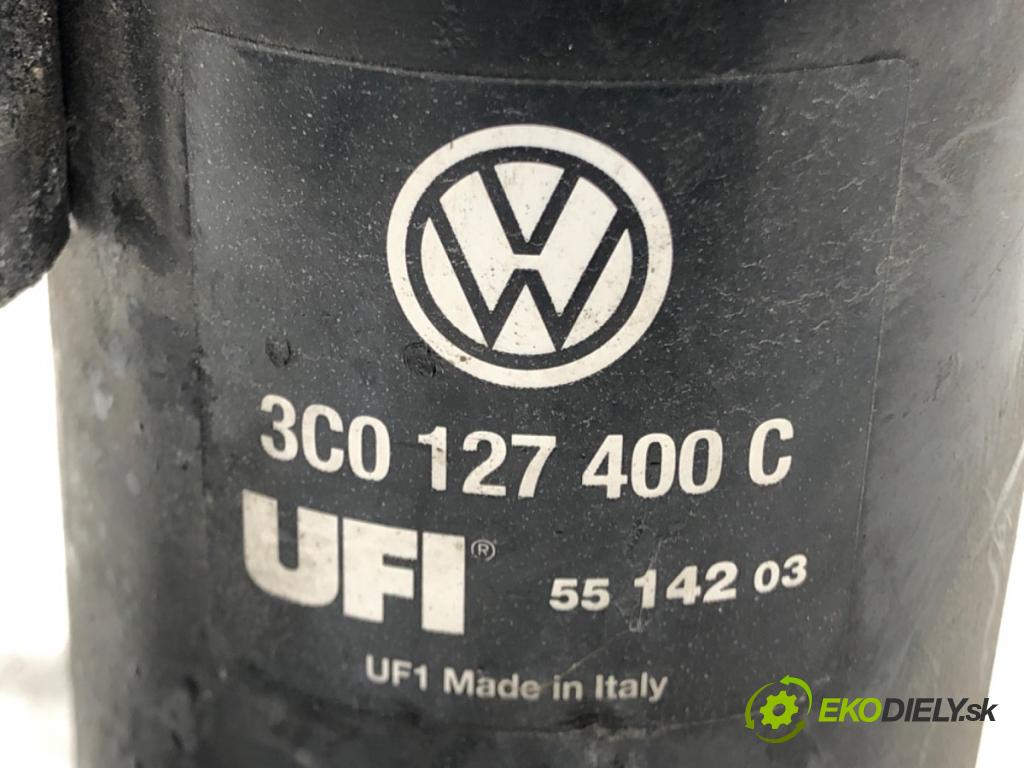 3C0 127 400 C
UFI® 55 142 03
UF1 Made in Italy
EKODIELY.sk